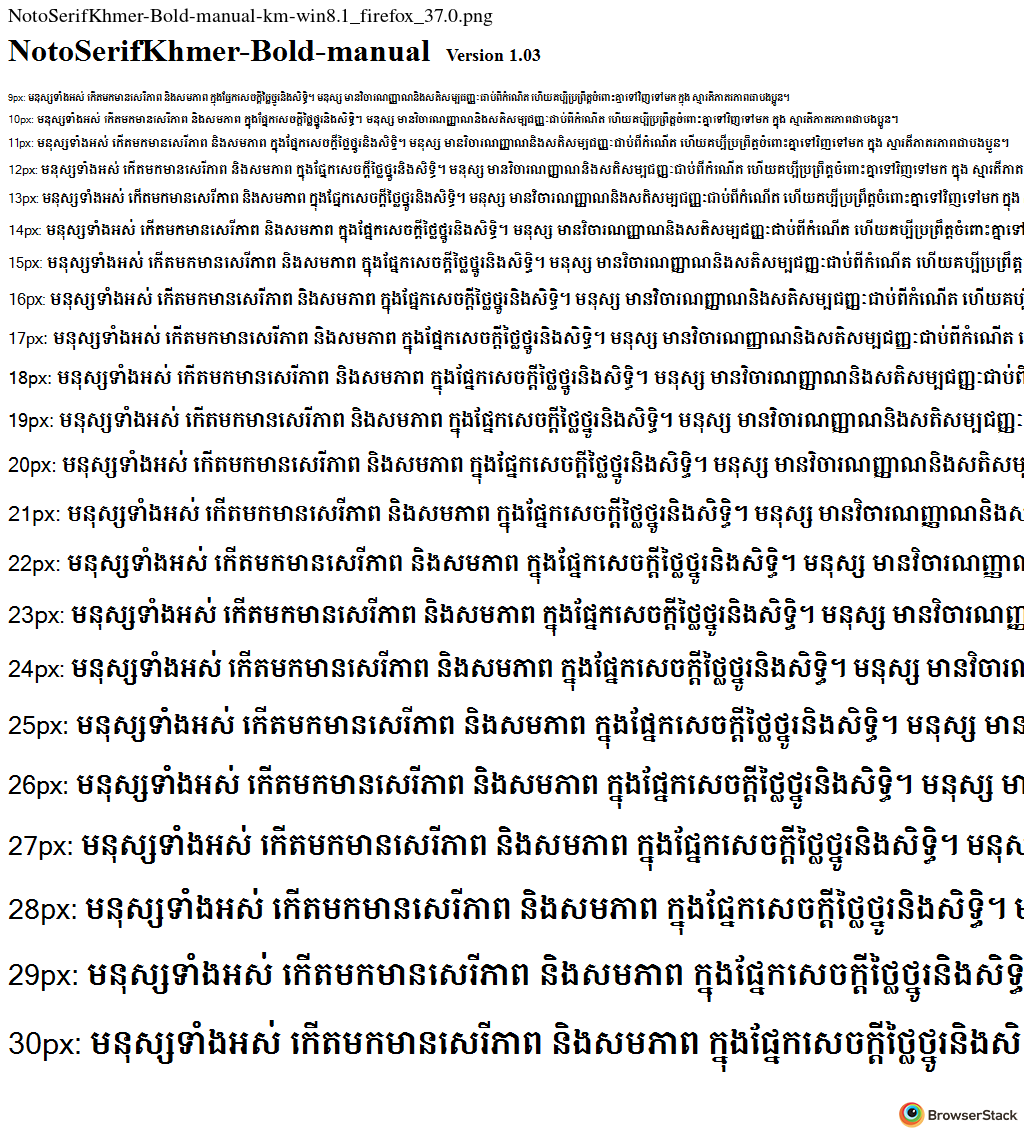 NotoSerifKhmer-Bold-manual-km-win8.1_firefox_37.0.png
NotoSerifKhmer-Bold-manual Version 1.03
9px: មនុស្សទាំងអស់ កើតមកមានសេរីភាព និងសមភាព ក្នុងផ្នែកសេចក្ដីថ្លៃថ្នូរនិងសិទ្ធិ។ មនុស្ស មានវិចារណញ្ញាណនិងសតិសម្បជញ្ញៈជាប់ពីកំណើត ហើយគប្បីប្រព្រឹត្តចំពោះគ្នាទៅវិញទៅមក ក្នុង ស្មារតីភាតរភាពជាបងប្អូន។
10px: មនុស្សទាំងអស់ កើតមកមានសេរីភាព និងសមភាព ក្នុងផ្នែកសេចក្ដីថ្លៃថ្នូរនិងសិទ្ធិ។ មនុស្ស មានវិចារណញ្ញាណនិងសតិសម្បជញ្ញៈជាប់ពីកំណើត ហើយគប្បីប្រព្រឹត្តចំពោះគ្នាទៅវិញទៅមក ក្នុង ស្មារតីភាតរភាពជាបងប្អូន។
11px: មនុស្សទាំងអស់ កើតមកមានសេរីភាព និងសមភាព ក្នុងផ្នែកសេចក្ដីថ្លៃថ្នូរនិងសិទ្ធិ។ មនុស្ស មានវិចារណញ្ញាណនិងសតិសម្បជញ្ញៈជាប់ពីកំណើត ហើយគប្បីប្រព្រឹត្តចំពោះគ្នាទៅវិញទៅមក ក្នុង ស្មារតីភាតរភាពជាបងប្អូន។
12px: មនុស្សទាំងអស់ កើតមកមានសេរីភាព និងសមភាព ក្នុងផ្នែកសេចក្ដីថ្លៃថ្នូរនិងសិទ្ធិ។ មនុស្ស មានវិចារណញ្ញាណនិងសតិសម្បជញ្ញៈជាប់ពីកំណើត ហើយគប្បីប្រព្រឹត្តចំពោះគ្នាទៅវិញទៅមក ក្នុង ស្មារតីភាត
13px: មនុស្សទាំងអស់ កើតមកមានសេរីភាព និងសមភាព ក្នុងផ្នែកសេចក្ដីថ្លៃថ្នូរនិងសិទ្ធិ។ មនុស្ស មានវិចារណញ្ញាណនិងសតិសម្បជញ្ញៈជាប់ពីកំណើត ហើយគប្បីប្រព្រឹត្តចំពោះគ្នាទៅវិញទៅមក ក្នុង
14px: មនុស្សទាំងអស់ កើតមកមានសេរីភាព និងសមភាព ក្នុងផ្នែកសេចក្ដីថ្លៃថ្នូរនិងសិទ្ធិ។ មនុស្ស មានវិចារណញ្ញាណនិងសតិសម្បជញ្ញៈជាប់ពីកំណើត ហើយគប្បីប្រព្រឹត្តចំពោះគ្នាទៅ
15px: មនុស្សទាំងអស់ កើតមកមានសេរីភាព និងសមភាព ក្នុងផ្នែកសេចក្ដីថ្លៃថ្នូរនិងសិទ្ធិ។ មនុស្ស មានវិចារណញ្ញាណនិងសតិសម្បជញ្ញៈជាប់ពីកំណើត ហើយគប្បីប្រព្រឹត្ត
16px: មនុស្សទាំងអស់ កើតមកមានសេរីភាព និងសមភាព ក្នុងផ្នែកសេចក្ដីថ្លៃថ្នូរនិងសិទ្ធិ។ មនុស្ស មានវិចារណញ្ញាណនិងសតិសម្បជញ្ញៈជាប់ពីកំណើត ហើយគប្បី
17px: មនុស្សទាំងអស់ កើតមកមានសេរីភាព និងសមភាព ក្នុងផ្នែកសេចក្ដីថ្លៃថ្នូរនិងសិទ្ធិ។ មនុស្ស មានវិចារណញ្ញាណនិងសតិសម្បជញ្ញៈជាប់ពីកំណើត
18px: មនុស្សទាំងអស់ កើតមកមានសេរីភាព និងសមភាព ក្នុងផ្នែកសេចក្ដីថ្លៃថ្នូរនិងសិទ្ធិ។ មនុស្ស មានវិចារណញ្ញាណនិងសតិសម្បជញ្ញៈជាប់ពី
19px: មនុស្សទាំងអស់ កើតមកមានសេរីភាព និងសមភាព ក្នុងផ្នែកសេចក្ដីថ្លៃថ្នូរនិងសិទ្ធិ។ មនុស្ស មានវិចារណញ្ញាណនិងសតិសម្បជញ្ញៈ
20px: មនុស្សទាំងអស់ កើតមកមានសេរីភាព និងសមភាព ក្នុងផ្នែកសេចក្ដីថ្លៃថ្នូរនិងសិទ្ធិ។ មនុស្ស មានវិចារណញ្ញាណនិងសតិសម្ប
21px: មនុស្សទាំងអស់ កើតមកមានសេរីភាព និងសមភាព ក្នុងផ្នែកសេចក្ដីថ្លៃថ្នូរនិងសិទ្ធិ។ មនុស្ស មានវិចារណញ្ញាណនិងស
22px: មនុស្សទាំងអស់ កើតមកមានសេរីភាព និងសមភាព ក្នុងផ្នែកសេចក្ដីថ្លៃថ្នូរនិងសិទ្ធិ។ មនុស្ស មានវិចារណញ្ញាណ
23px: មនុស្សទាំងអស់ កើតមកមានសេរីភាព និងសមភាព ក្នុងផ្នែកសេចក្ដីថ្លៃថ្នូរនិងសិទ្ធិ។ មនុស្ស មានវិចារណញ្ញ
24px: មនុស្សទាំងអស់ កើតមកមានសេរីភាព និងសមភាព ក្នុងផ្នែកសេចក្ដីថ្លៃថ្នូរនិងសិទ្ធិ។ មនុស្ស មានវិចារណ
25px: មនុស្សទាំងអស់ កើតមកមានសេរីភាព និងសមភាព ក្នុងផ្នែកសេចក្ដីថ្លៃថ្នូរនិងសិទ្ធិ។ មនុស្ស មាន
26px: មនុស្សទាំងអស់ កើតមកមានសេរីភាព និងសមភាព ក្នុងផ្នែកសេចក្ដីថ្លៃថ្នូរនិងសិទ្ធិ។ មនុស្ស មា
27px: មនុស្សទាំងអស់ កើតមកមានសេរីភាព និងសមភាព ក្នុងផ្នែកសេចក្ដីថ្លៃថ្នូរនិងសិទ្ធិ។ មនុស
28px: មនុស្សទាំងអស់ កើតមកមានសេរីភាព និងសមភាព ក្នុងផ្នែកសេចក្ដីថ្លៃថ្នូរនិងសិទ្ធិ។
29px: មនុស្សទាំងអស់ កើតមកមានសេរីភាព និងសមភាព ក្នុងផ្នែកសេចក្ដីថ្លៃថ្នូរនិងសិទ្ធិ
30px: មនុស្សទាំងអស់ កើតមកមានសេរីភាព និងសមភាព ក្នុងផ្នែកសេចក្ដីថ្លៃថ្នូរនិងសិ
BrowserStack